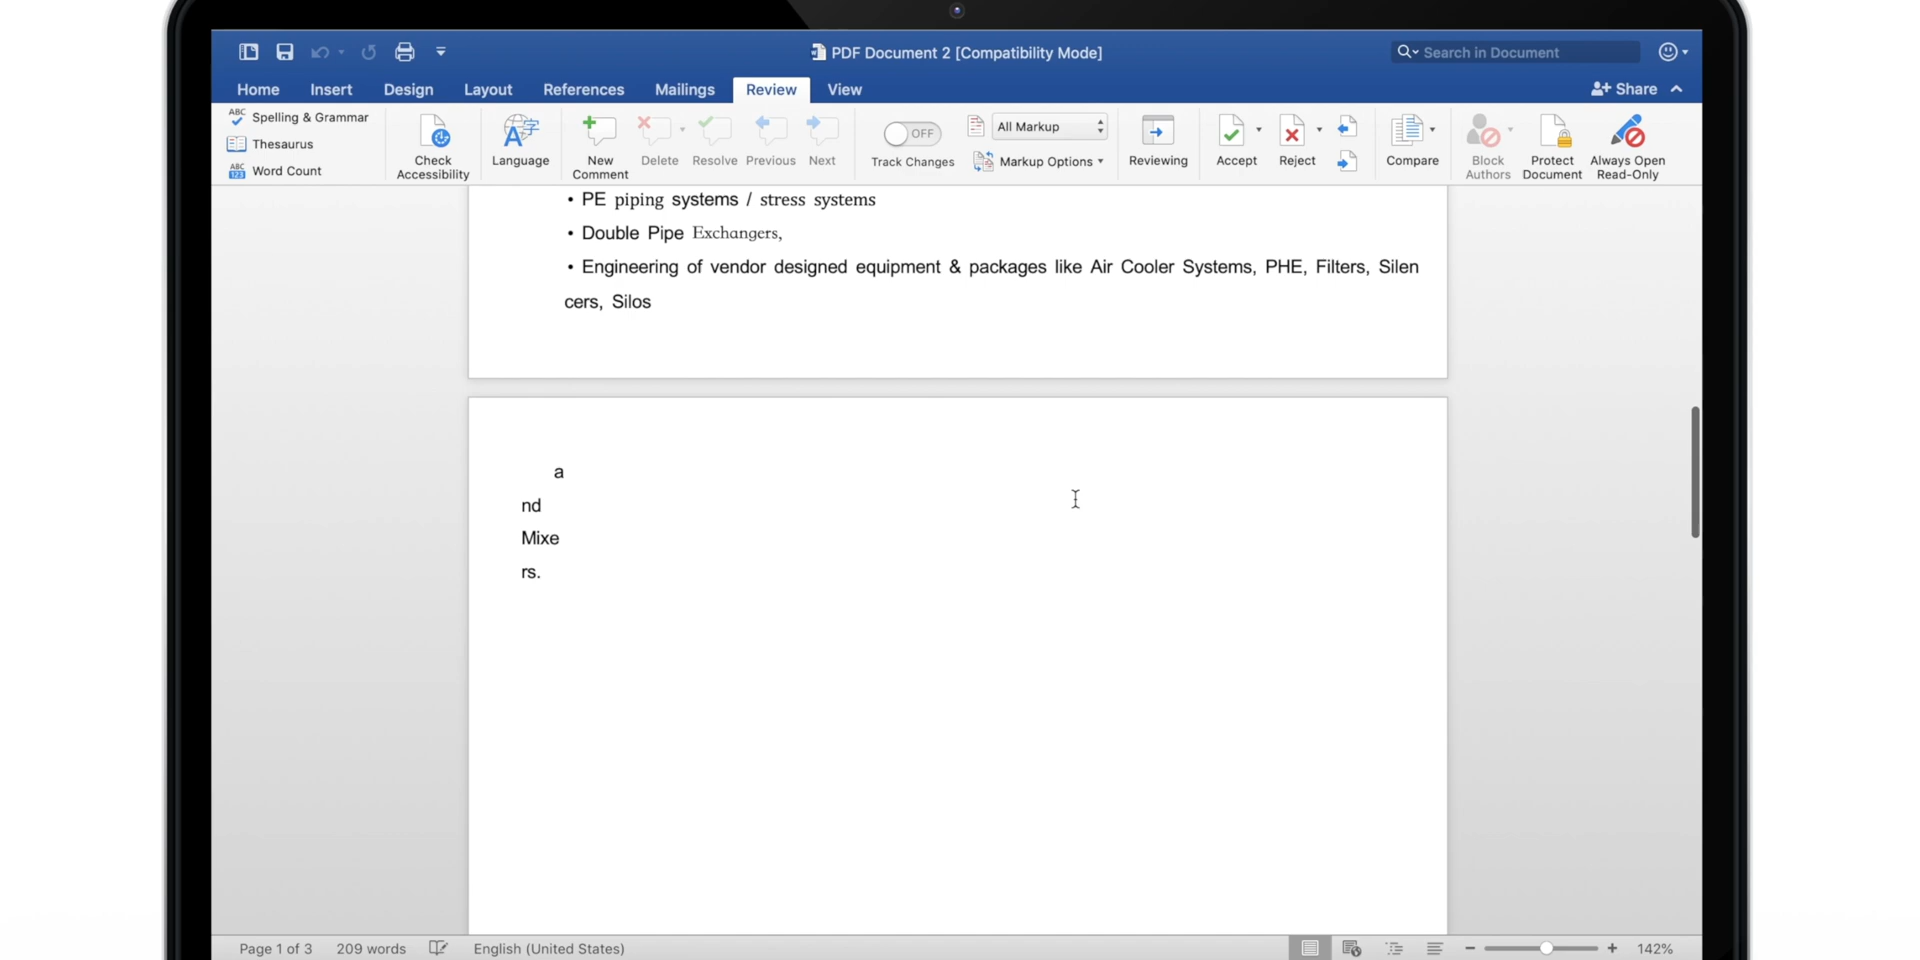 PDF Document 2 [Compatibility Mode]
Search in Document
Home Insert Design Layout References Mailings Review View
Share
ABC Spelling & Grammar
Thesaurus
ABC 123 Word Count
Check Accessibility
Language
New Comment
Delete
Resolve
Previous
Next
OFF
Track Changes
All Markup
Markup Options
Reviewing
Accept
Reject
Compare
Block Authors
Protect Document
Always Open Read-Only
• PE piping systems / stress systems
• Double Pipe Exchangers,
• Engineering of vendor designed equipment & packages like Air Cooler Systems, PHE, Filters, Silen
cers, Silos
a
nd
Mixe
rs.
Page 1 of 3 209 words English (United States) 142%